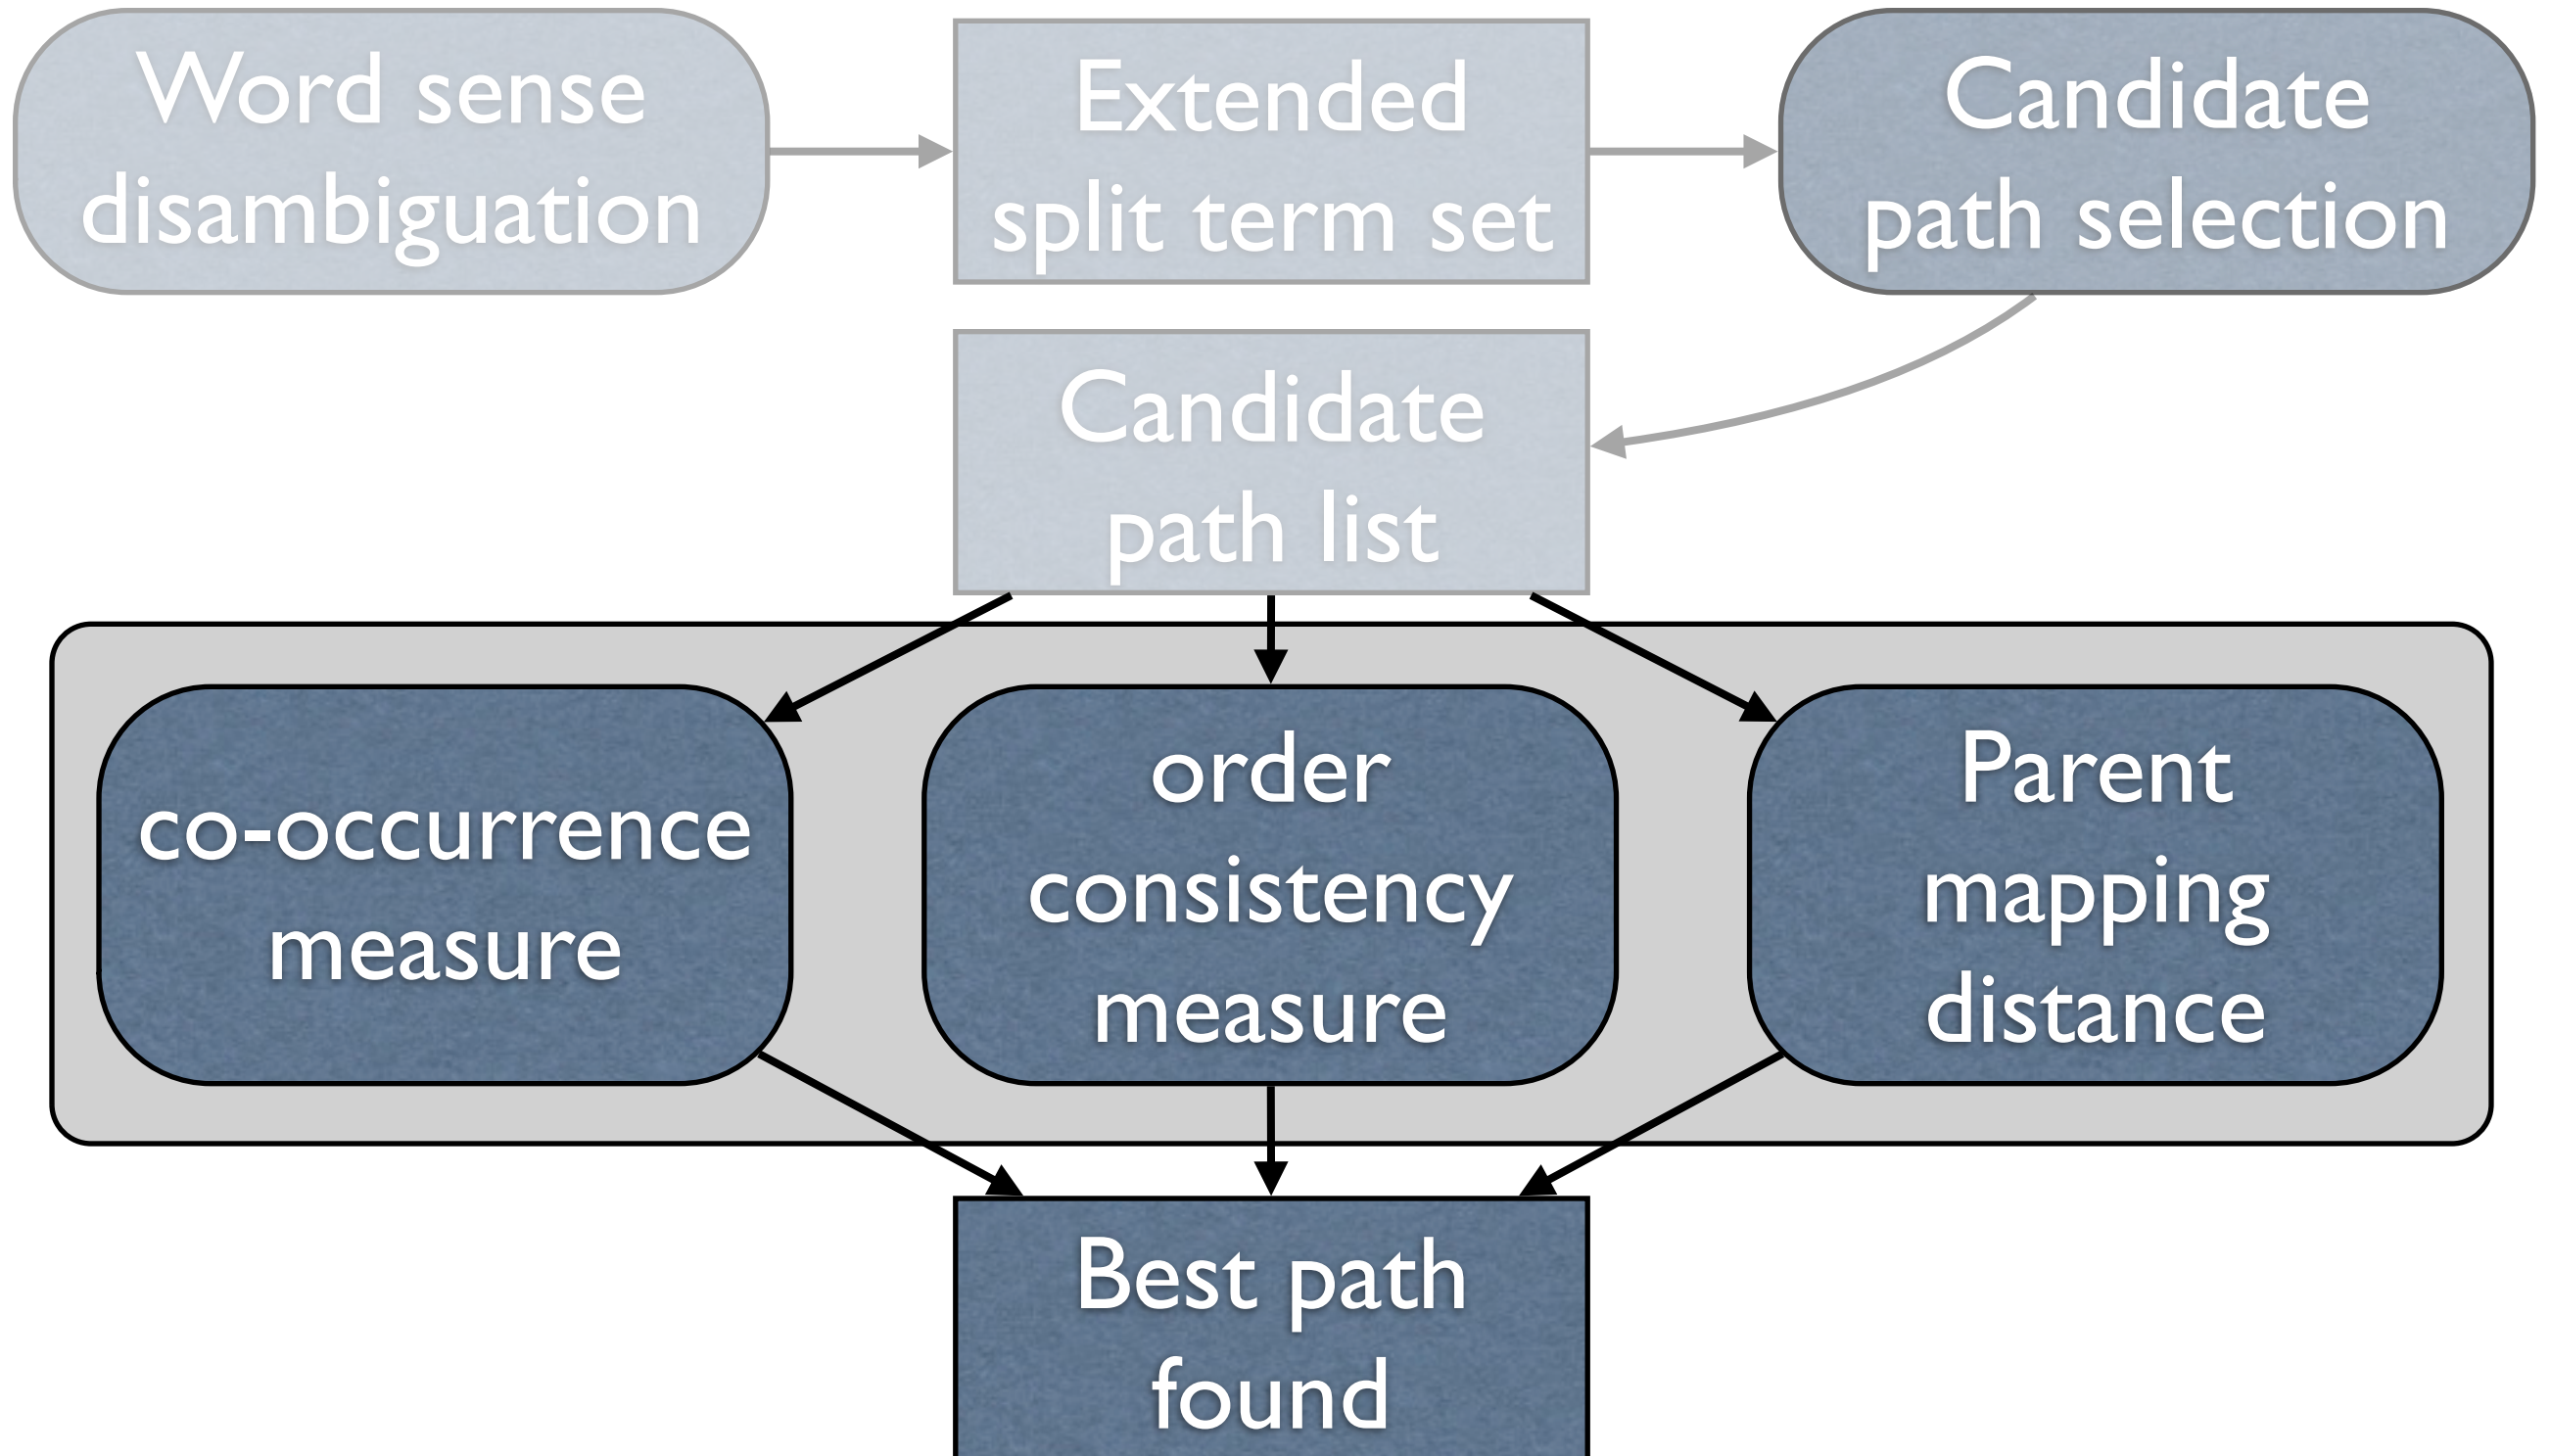 Word sense
disambiguation
Extended
split term set
Candidate
path selection
Candidate
path list
co-occurrence
measure
order
consistency
measure
Parent
mapping
distance
Best path
found